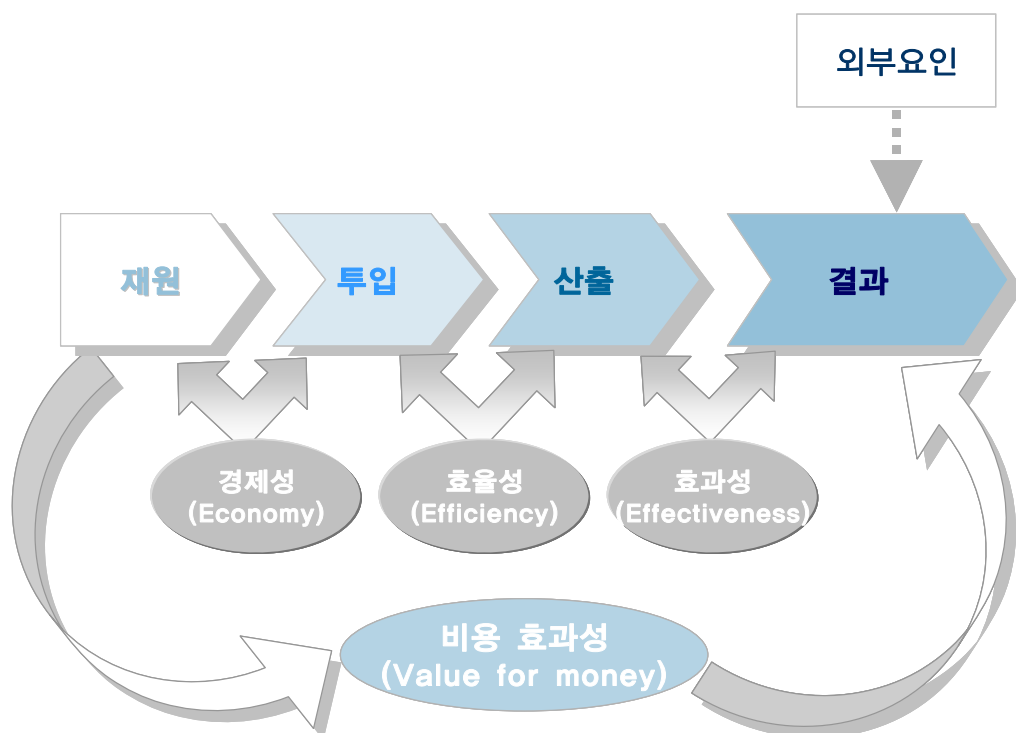 외부요인
재원
투입
산출
결과
경제성
(Economy)
효율성
(Efficiency)
효과성
(Effectiveness)
비용 효과성
(Value for money)